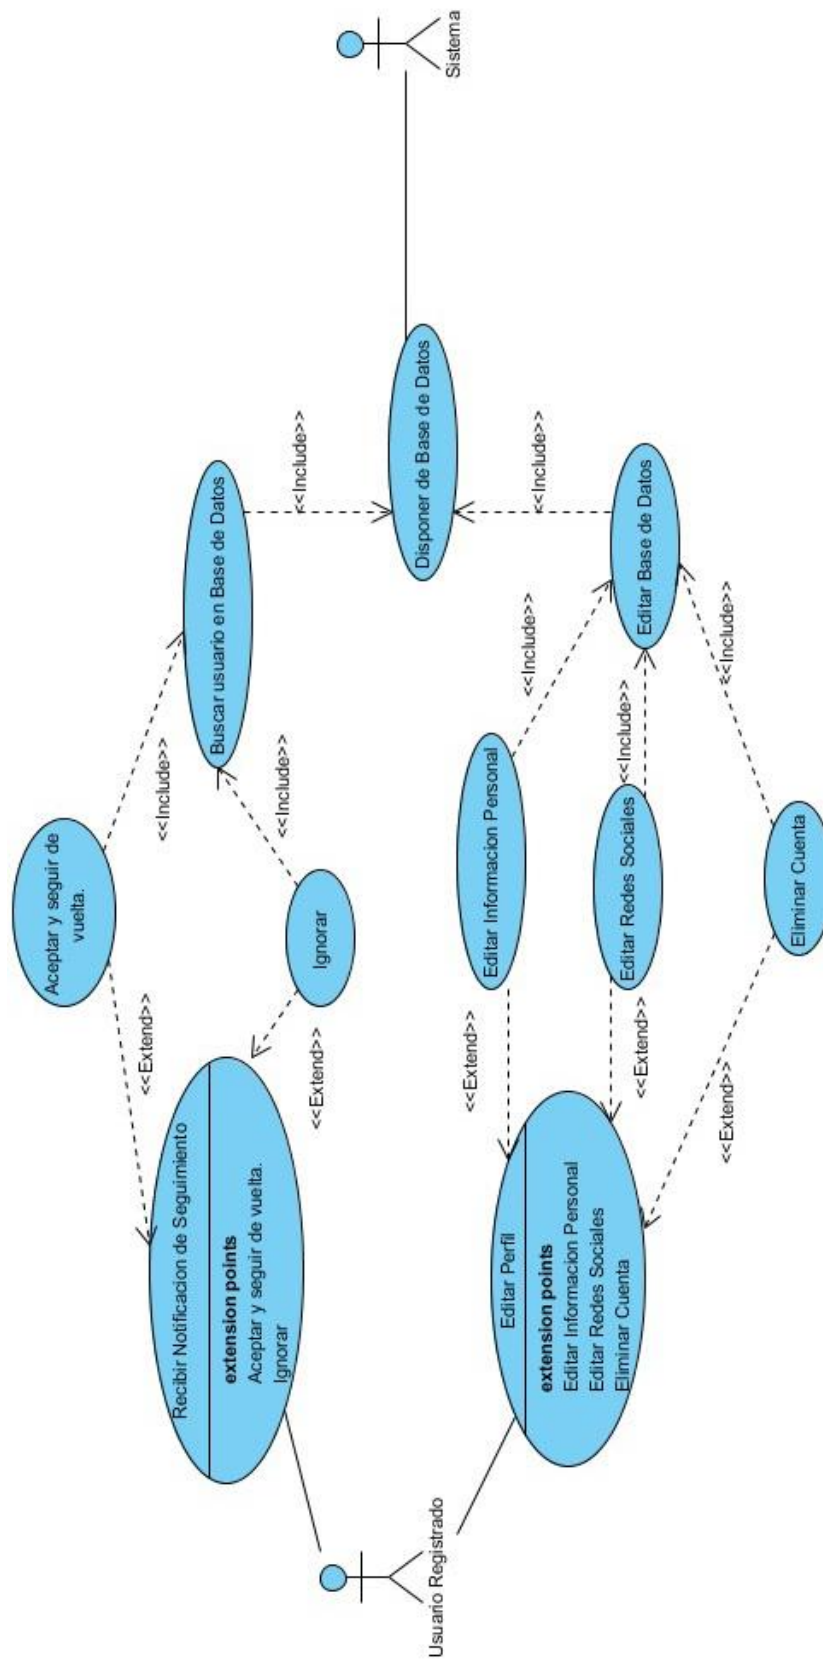 Aceptar y seguir de
vuelta.
<<Extend>>
<<Include>>
Recibir Notificacion de Seguimiento
extension points
Aceptar y seguir de vuelta.
Ignorar
Buscar usuario en Base de Datos
<<Include>>
<<Extend>>
Ignorar
<<Include>>
Usuario Registrado
Disponer de Base de Datos
Sistema
<<Include>>
<<Extend>>
Editar Informacion Personal
<<Include>>
Editar Perfil
extension points
Editar Informacion Personal
Editar Redes Sociales
Eliminar Cuenta
Editar Redes Sociales
<<Include>>
<<Extend>>
Editar Base de Datos
<<Extend>>
<<Include>>
Eliminar Cuenta